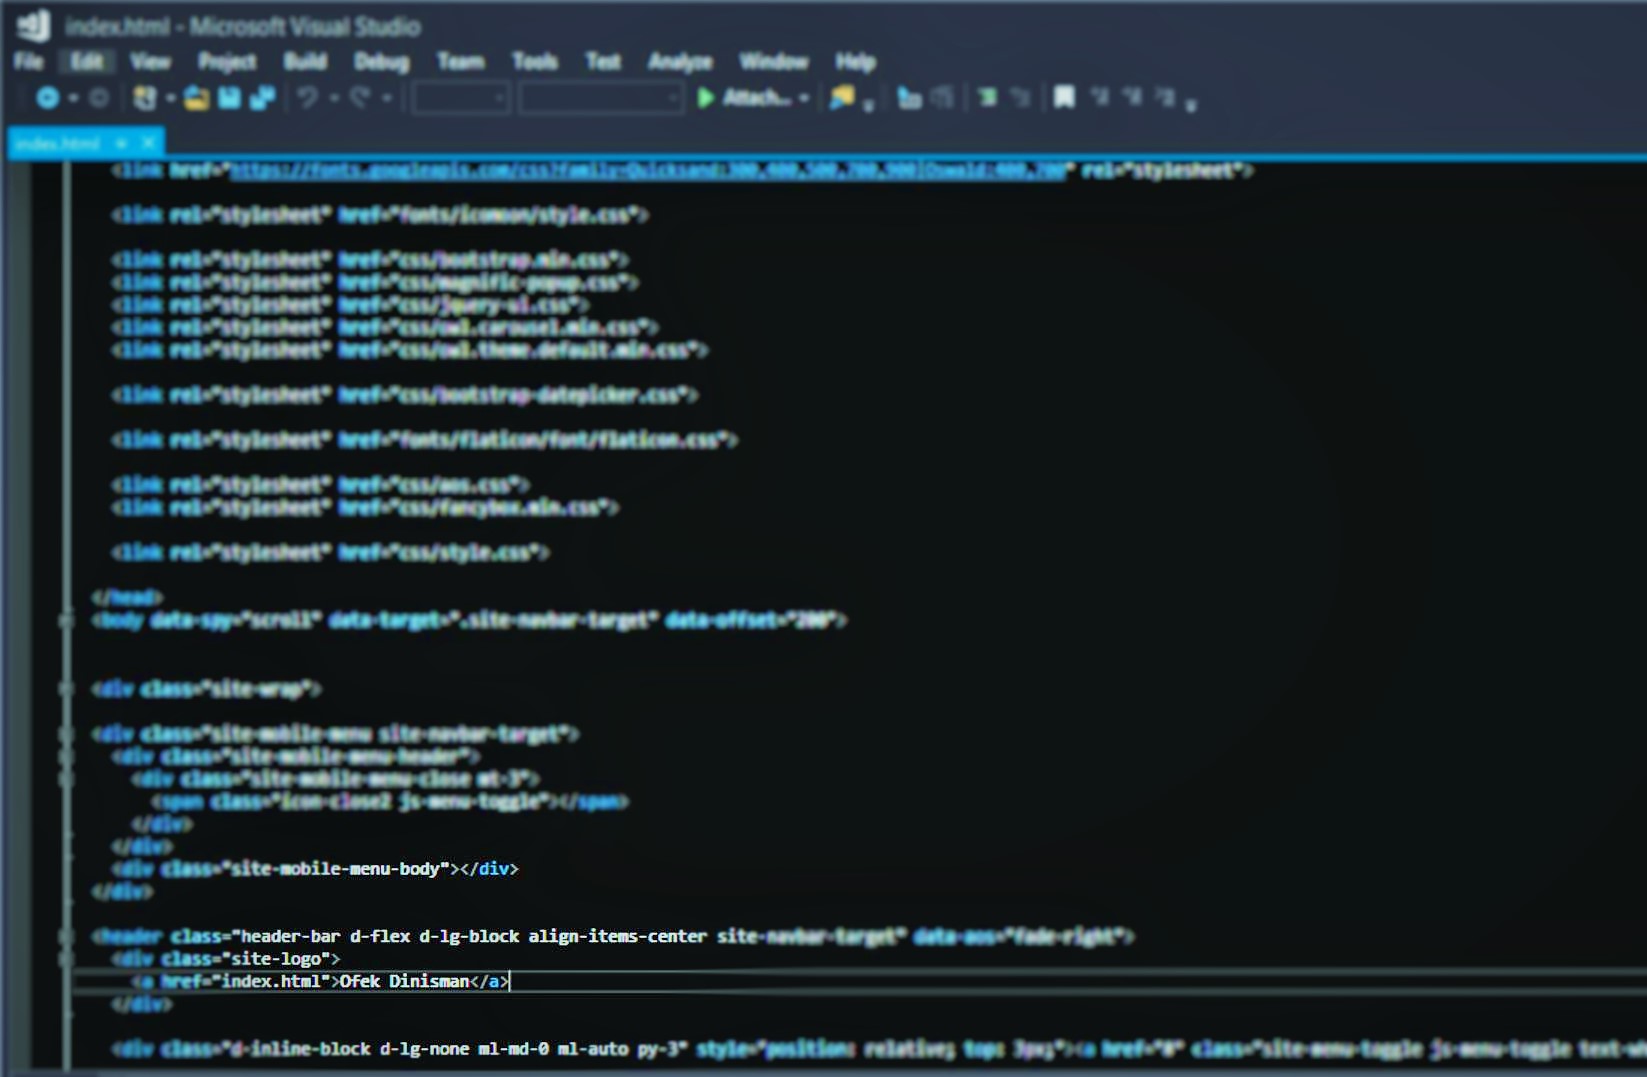 index.html - Microsoft Visual Studio
File Edit View Project Build Debug Team Tools Test Analyze Window Help
Attach...
index.html
<link href="https://fonts.googleapis.com/css?family=Quicksand:300,400,500,700,900|Oswald:400,700" rel="stylesheet">
<link rel="stylesheet" href="fonts/icomoon/style.css">
<link rel="stylesheet" href="css/bootstrap.min.css">
<link rel="stylesheet" href="css/magnific-popup.css">
<link rel="stylesheet" href="css/jquery-ui.css">
<link rel="stylesheet" href="css/owl.carousel.min.css">
<link rel="stylesheet" href="css/owl.theme.default.min.css">
<link rel="stylesheet" href="css/bootstrap-datepicker.css">
<link rel="stylesheet" href="fonts/flaticon/font/flaticon.css">
<link rel="stylesheet" href="css/aos.css">
<link rel="stylesheet" href="css/fancybox.min.css">
<link rel="stylesheet" href="css/style.css">
</head>
<body data-spy="scroll" data-target=".site-navbar-target" data-offset="200">
<div class="site-wrap">
<div class="site-mobile-menu site-navbar-target">
<div class="site-mobile-menu-header">
<div class="site-mobile-menu-close mt-3">
<span class="icon-close2 js-menu-toggle"></span>
</div>
</div>
<div class="site-mobile-menu-body"></div>
</div>
<header class="header-bar d-flex d-lg-block align-items-center site-navbar-target" data-aos="fade-right">
<div class="site-logo">
<a href="index.html">Ofek Dinisman</a>
</div>
<div class="d-inline-block d-lg-none ml-md-0 ml-auto py-3" style="position: relative; top: 3px;"><a href="#" class="site-menu-toggle js-menu-toggle